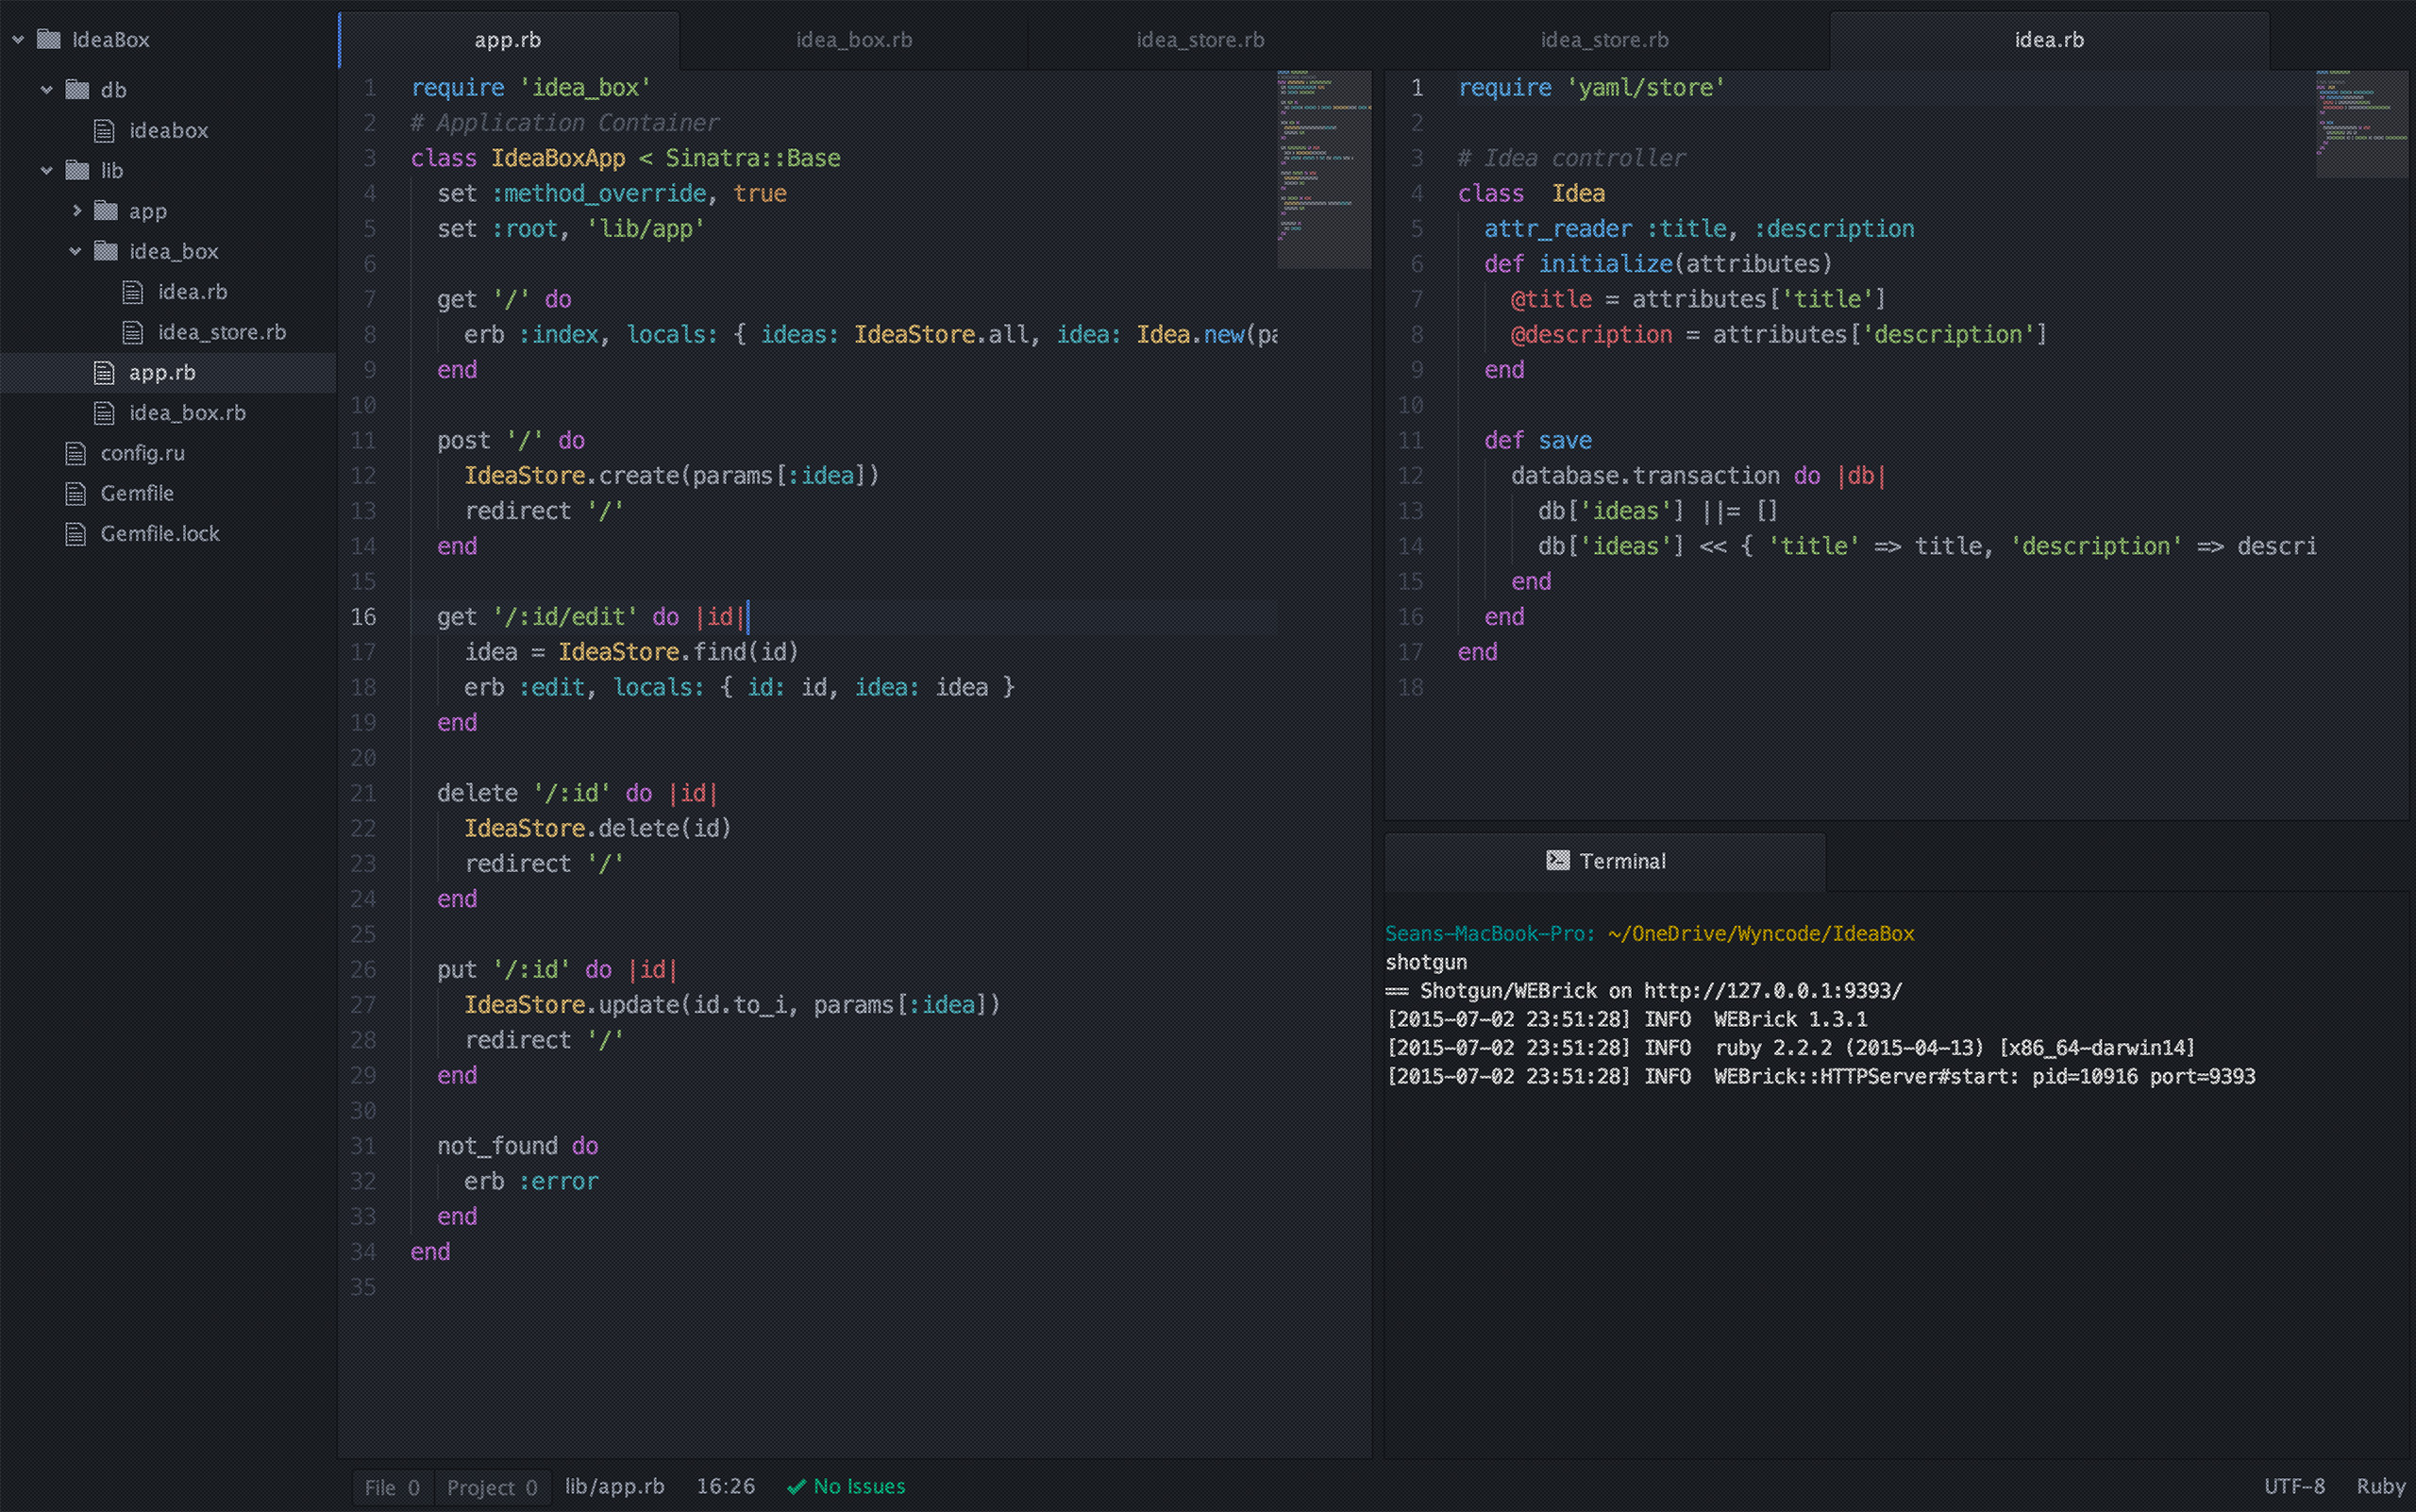 IdeaBox
db
ideabox
lib
app
idea_box
idea.rb
idea_store.rb
app.rb
idea_box.rb
config.ru
Gemfile
Gemfile.lock
app.rb
idea_box.rb
idea_store.rb
1 require 'idea_box'
2 # Application Container
3 class IdeaBoxApp < Sinatra::Base
4 set :method_override, true
5 set :root, 'lib/app'
6
7 get '/' do
8 erb :index, locals: { ideas: IdeaStore.all, idea: Idea.new(pa
9 end
10
11 post '/' do
12 IdeaStore.create(params[:idea])
13 redirect '/'
14 end
15
16 get '/:id/edit' do |id|
17 idea = IdeaStore.find(id)
18 erb :edit, locals: { id: id, idea: idea }
19 end
20
21 delete '/:id' do |id|
22 IdeaStore.delete(id)
23 redirect '/'
24 end
25
26 put '/:id' do |id|
27 IdeaStore.update(id.to_i, params[:idea])
28 redirect '/'
29 end
30
31 not_found do
32 erb :error
33 end
34 end
35
idea_store.rb
idea.rb
1 require 'yaml/store'
2
3 # Idea controller
4 class  Idea
5 attr_reader :title, :description
6 def initialize(attributes)
7 @title = attributes['title']
8 @description = attributes['description']
9 end
10
11 def save
12 database.transaction do |db|
13 db['ideas'] ||= []
14 db['ideas'] << { 'title' => title, 'description' => descri
15 end
16 end
17 end
18
Terminal
Seans-MacBook-Pro: ~/OneDrive/Wyncode/IdeaBox
shotgun
== Shotgun/WEBrick on http://127.0.0.1:9393/
[2015-07-02 23:51:28] INFO  WEBrick 1.3.1
[2015-07-02 23:51:28] INFO  ruby 2.2.2 (2015-04-13) [x86_64-darwin14]
[2015-07-02 23:51:28] INFO  WEBrick::HTTPServer#start: pid=10916 port=9393
File 0 Project 0 lib/app.rb 16:26 No Issues UTF-8 Ruby